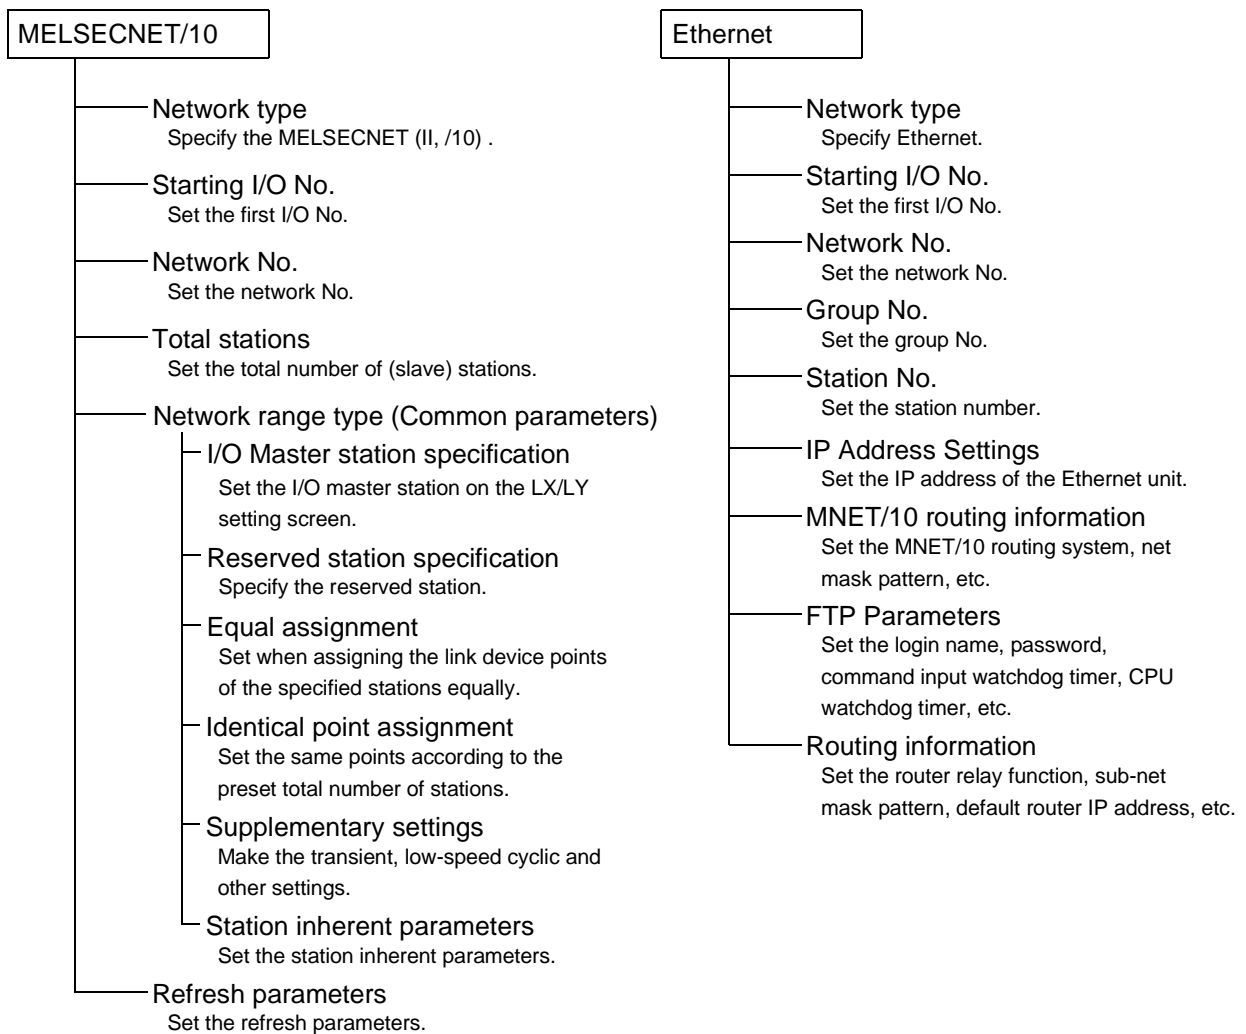 MELSECNET/10
Network type
Specify the MELSECNET (II, /10) .
Starting I/O No.
Set the first I/O No.
Network No.
Set the network No.
Total stations
Set the total number of (slave) stations.
Network range type (Common parameters)
I/O Master station specification
Set the I/O master station on the LX/LY
setting screen.
Reserved station specification
Specify the reserved station.
Equal assignment
Set when assigning the link device points
of the specified stations equally.
Identical point assignment
Set the same points according to the
preset total number of stations.
Supplementary settings
Make the transient, low-speed cyclic and
other settings.
Station inherent parameters
Set the station inherent parameters.
Refresh parameters
Set the refresh parameters.
Ethernet
Network type
Specify Ethernet.
Starting I/O No.
Set the first I/O No.
Network No.
Set the network No.
Group No.
Set the group No.
Station No.
Set the station number.
IP Address Settings
Set the IP address of the Ethernet unit.
MNET/10 routing information
Set the MNET/10 routing system, net
mask pattern, etc.
FTP Parameters
Set the login name, password,
command input watchdog timer, CPU
watchdog timer, etc.
Routing information
Set the router relay function, sub-net
mask pattern, default router IP address, etc.